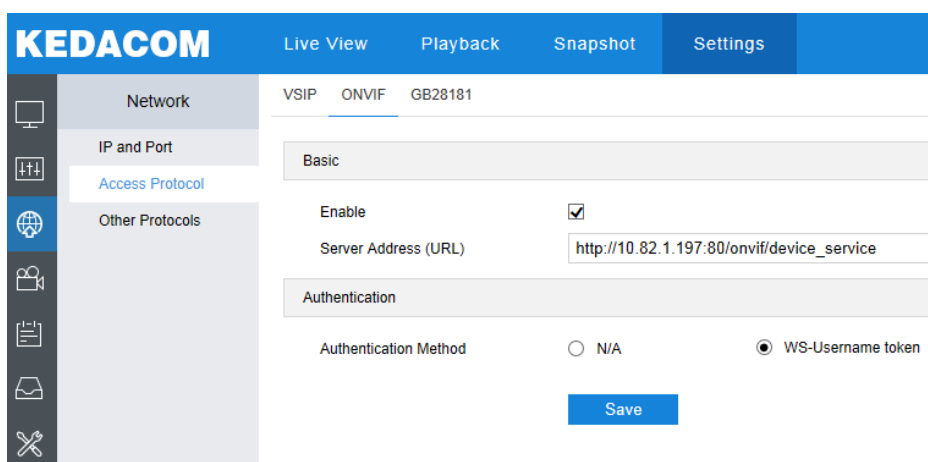 KEDACOM Live View Playback Snapshot Settings
Network
IP and Port
Access Protocol
Other Protocols
VSIP ONVIF GB28181
Basic
Enable
Server Address (URL) http://10.82.1.197:80/onvif/device_service
Authentication
Authentication Method N/A WS-Username token
Save